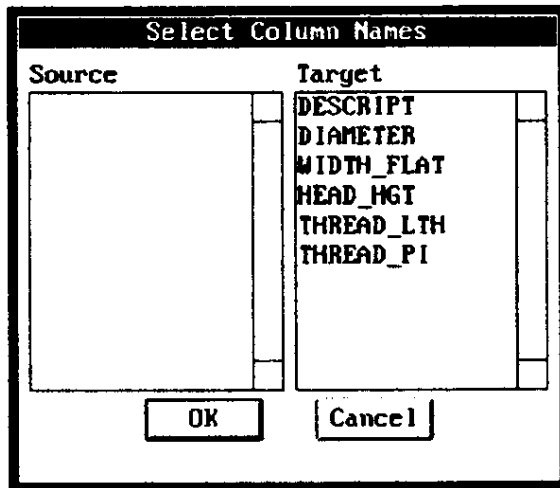 Select Column Names
Source
Target
DESCRIPT
DIAMETER
WIDTH_FLAT
HEAD_HGT
THREAD_LTH
THREAD_PI
OK
Cancel